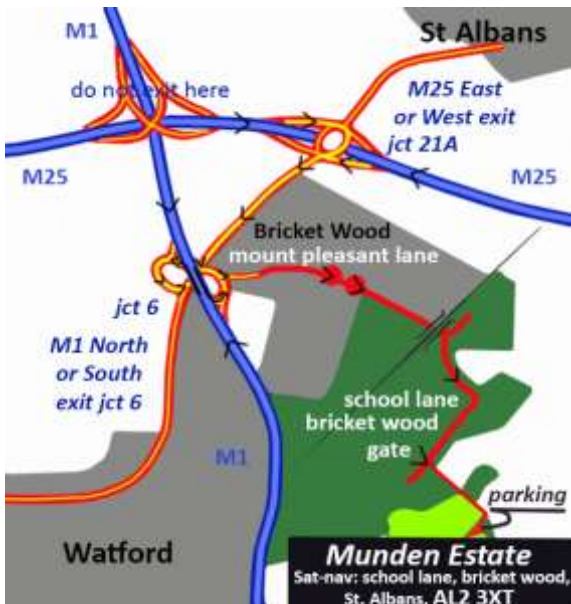 M1
St Albans
do not exit here
M25 East
or West exit
jct 21A
M25
M25
Bricket Wood
mount pleasant lane
jct 6
M1 North
or South
exit jct 6
school lane
bricket wood
gate
M1
parking
Watford
Munden Estate
Sat-nav: school lane, bricket wood,
St. Albans, AL2 3XT